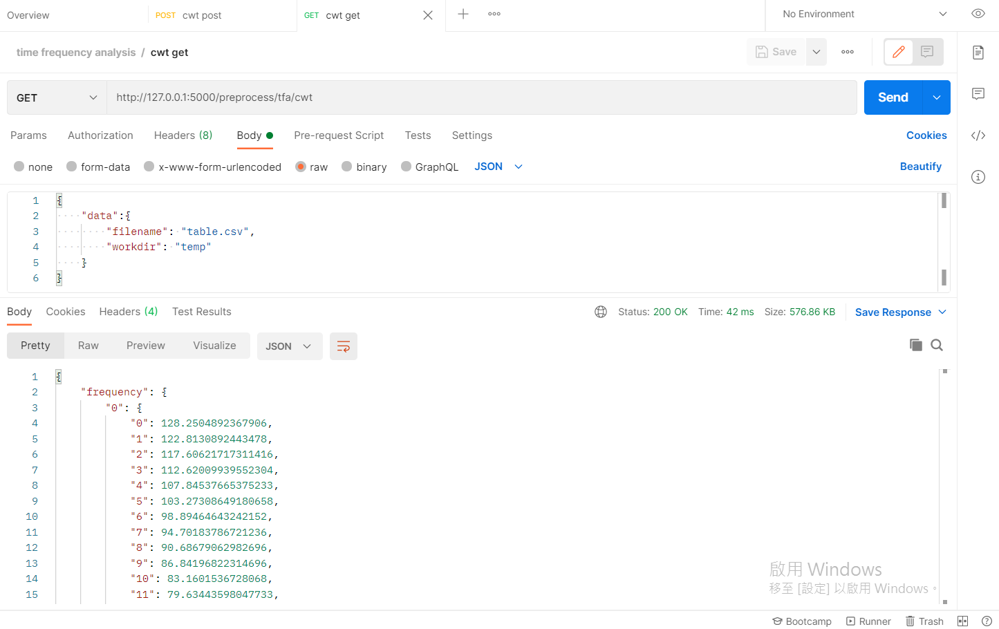 Overview
POST cwt post
GET cwt get
No Environment
time frequency analysis / cwt get
Save
GET
http://127.0.0.1:5000/preprocess/tfa/cwt
Send
Params Authorization Headers (8) Body Pre-request Script Tests Settings Cookies
none form-data x-www-form-urlencoded raw binary GraphQL JSON Beautify
1 {
2 "data":{
3 "filename": "table.csv",
4 "workdir": "temp"
5 }
6 }
Body Cookies Headers (4) Test Results Status: 200 OK Time: 42 ms Size: 576.86 KB Save Response
Pretty Raw Preview Visualize JSON
1 {
2 "frequency": {
3 "0": {
4 "0": 128.2504892367906,
5 "1": 122.8130892443478,
6 "2": 117.60621717311416,
7 "3": 112.62009939552304,
8 "4": 107.84537665375233,
9 "5": 103.27308649180658,
10 "6": 98.89464643242152,
11 "7": 94.70183786721236,
12 "8": 90.68679062982696,
13 "9": 86.84196822314696,
14 "10": 83.1601536728068,
15 "11": 79.63443598047733,
啟用 Windows
移至 [設定] 以啟用 Windows。
Bootcamp Runner Trash